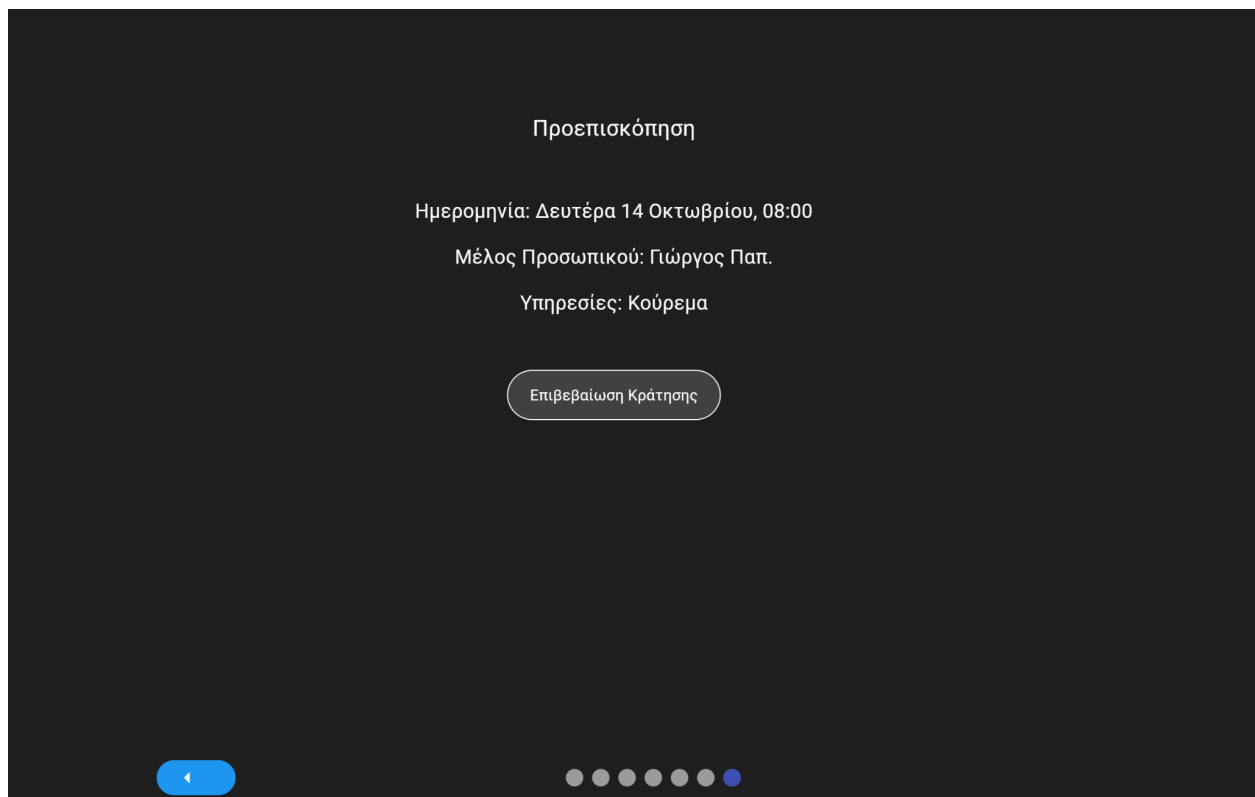 Προεπισκόπηση
Ημερομηνία: Δευτέρα 14 Οκτωβρίου, 08:00
Μέλος Προσωπικού: Γιώργος Παπ.
Υπηρεσίες: Κούρεμα
Επιβεβαίωση Κράτησης